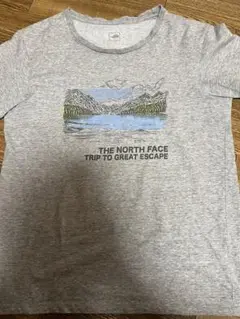 THE NORTH FACE
TRIP TO GREAT ESCAPE